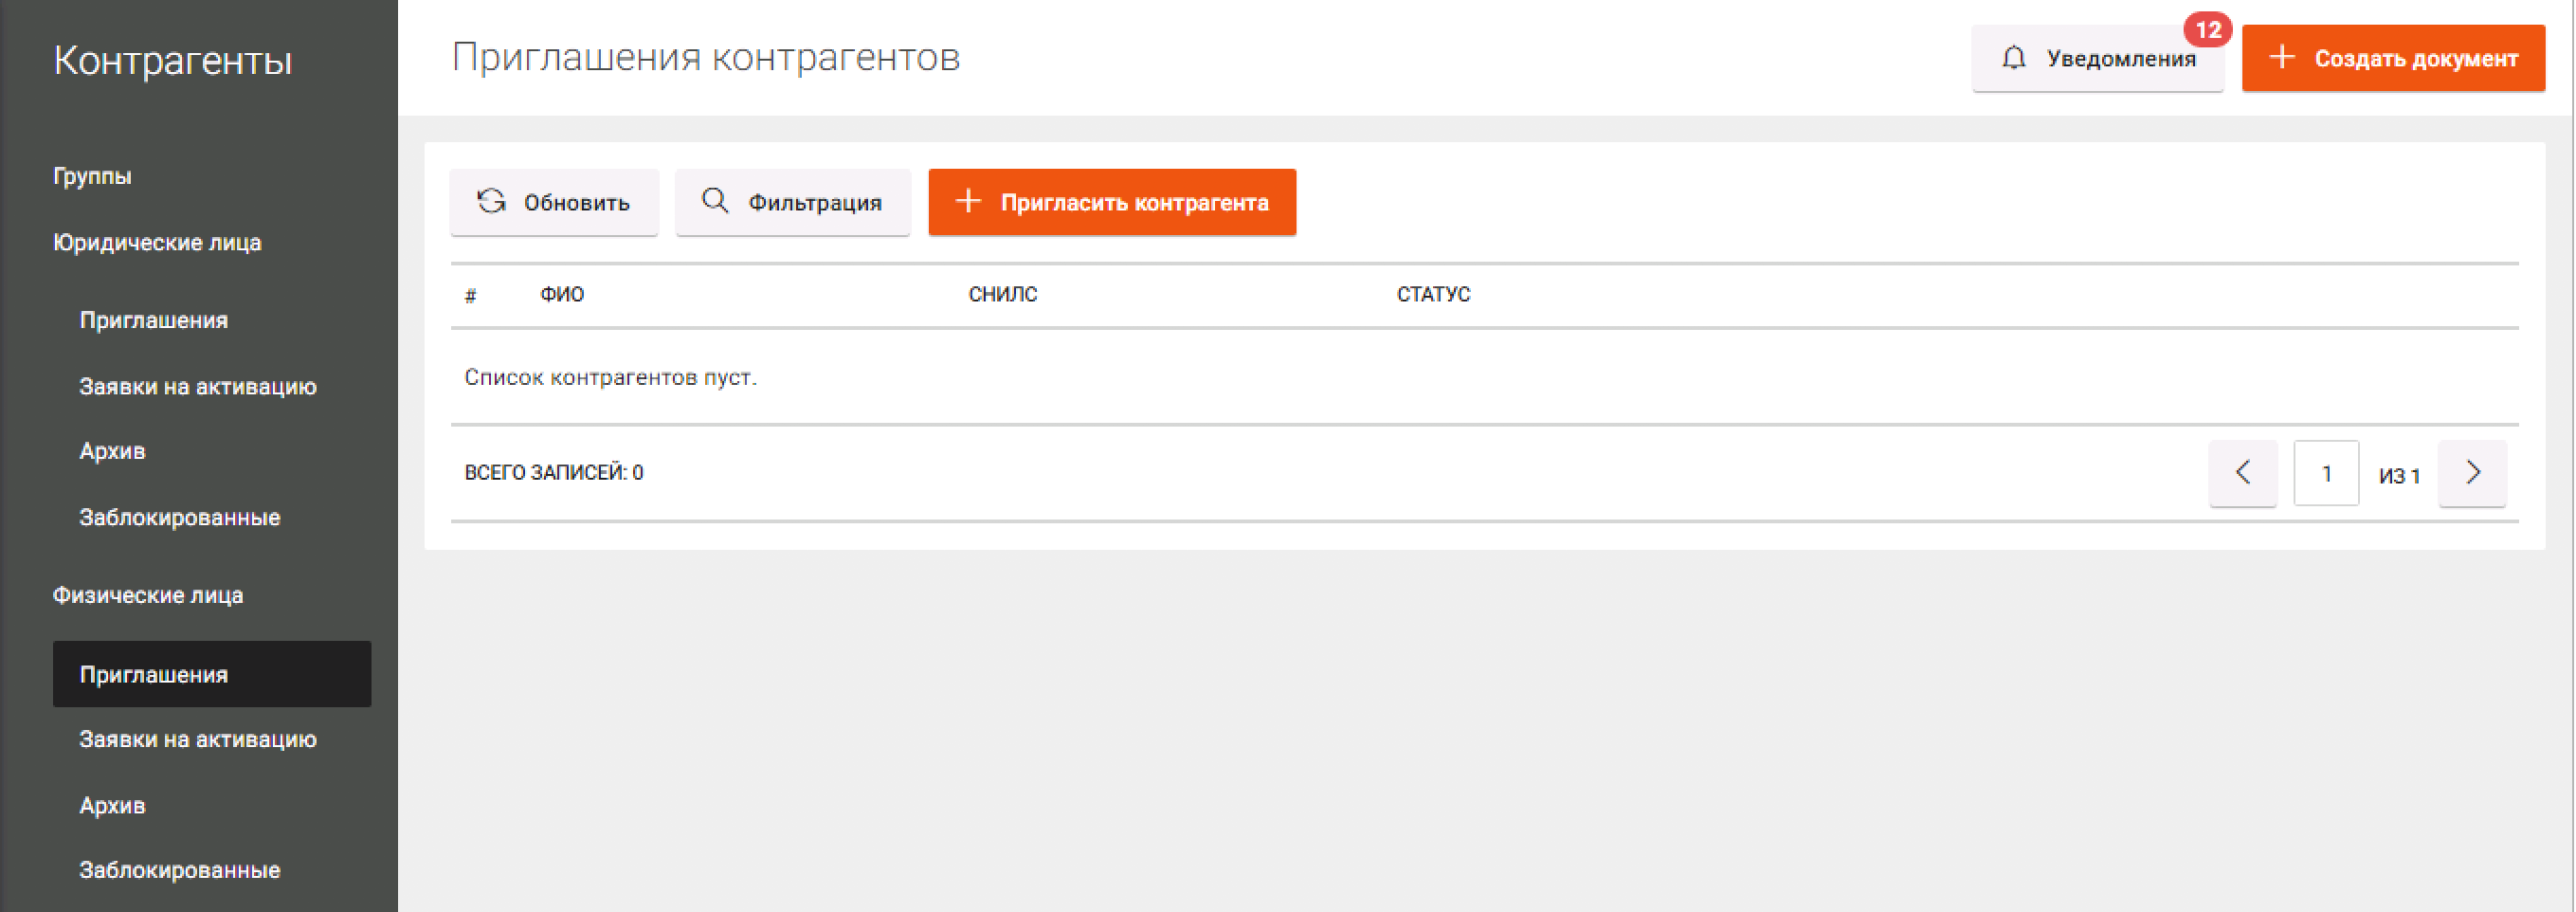 Контрагенты
Группы
Юридические лица
Приглашения
Заявки на активацию
Архив
Заблокированные
Физические лица
Приглашения
Заявки на активацию
Архив
Заблокированные
Приглашения контрагентов
Уведомления 12
Создать документ
Обновить Фильтрация Пригласить контрагента
# ФИО СНИЛС СТАТУС
Список контрагентов пуст.
ВСЕГО ЗАПИСЕЙ: 0 1 ИЗ 1